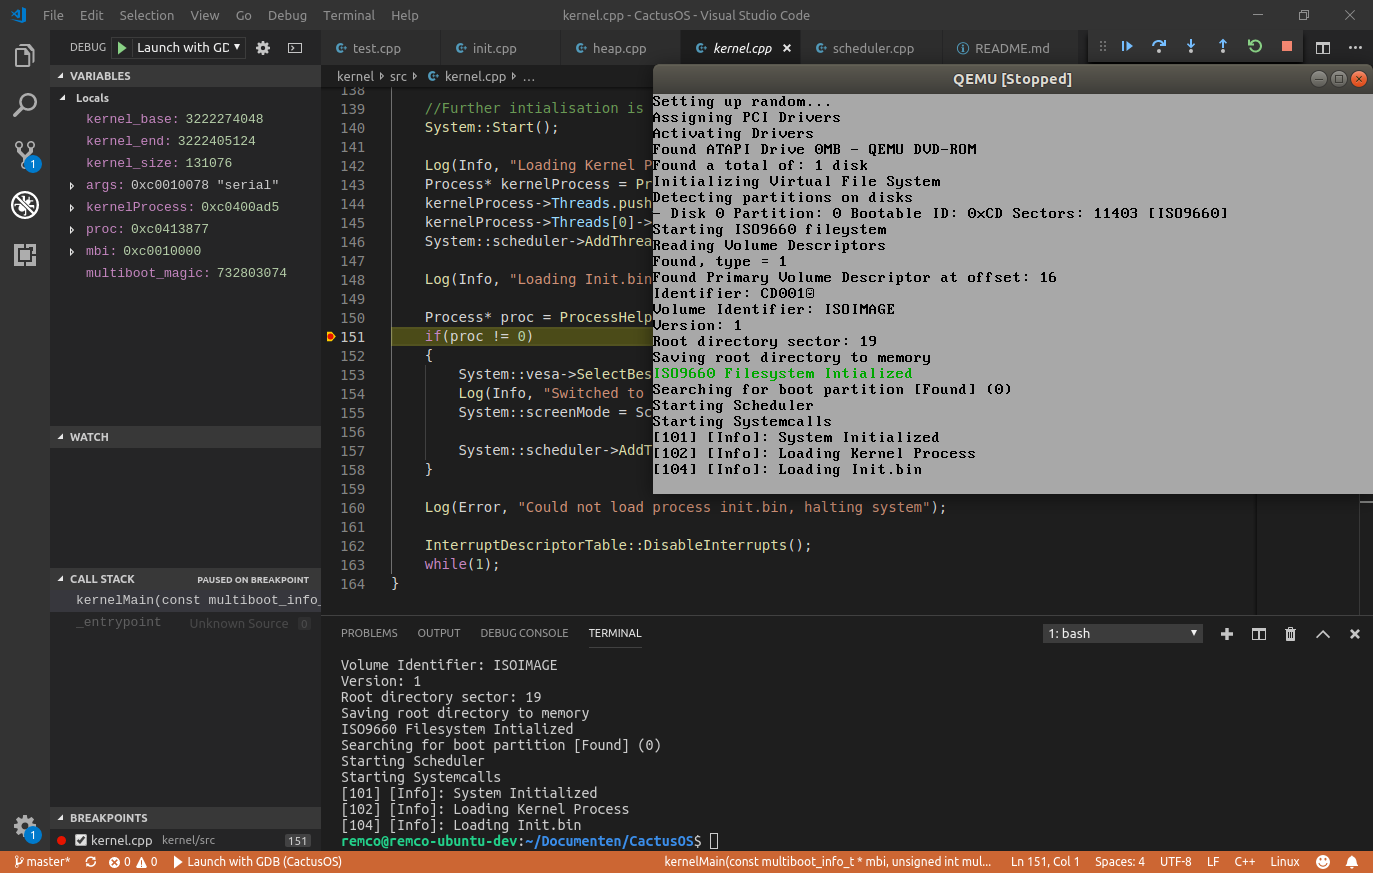 File Edit Selection View Go Debug Terminal Help
kernel.cpp - CactusOS - Visual Studio Code
DEBUG Launch with GD
test.cpp init.cpp heap.cpp kernel.cpp scheduler.cpp README.md
VARIABLES
Locals
kernel_base: 3222274048
kernel_end: 3222405124
kernel_size: 131076
args: 0xc0010078 "serial"
kernelProcess: 0xc0400ad5
proc: 0xc0413877
mbi: 0xc0010000
multiboot_magic: 732803074
WATCH
CALL STACK PAUSED ON BREAKPOINT
kernelMain(const multiboot_info_
_entrypoint Unknown Source 0
BREAKPOINTS
kernel.cpp kernel/src 151
1
1
kernel src kernel.cpp ...
138
139 //Further intialisation is
140 System::Start();
141
142 Log(Info, "Loading Kernel P
143 Process* kernelProcess = Pr
144 kernelProcess->Threads.push
145 kernelProcess->Threads[0]->
146 System::scheduler->AddThrea
147
148 Log(Info, "Loading Init.bin
149
150 Process* proc = ProcessHelp
151 if(proc != 0)
152 {
153 System::vesa->SelectBes
154 Log(Info, "Switched to
155 System::screenMode = Sc
156
157 System::scheduler->AddT
158 }
159
160 Log(Error, "Could not load process init.bin, halting system");
161
162 InterruptDescriptorTable::DisableInterrupts();
163 while(1);
164 }
QEMU [Stopped]
Setting up random...
Assigning PCI Drivers
Activating Drivers
Found ATAPI Drive 0MB - QEMU DVD-ROM
Found a total of: 1 disk
Initializing Virtual File System
Detecting partitions on disks
- Disk 0 Partition: 0 Bootable ID: 0xCD Sectors: 11403 [ISO9660]
Starting ISO9660 fileystem
Reading Volume Descriptors
Found, type = 1
Found Primary Volume Descriptor at offset: 16
Identifier: CD001
Volume Identifier: ISOIMAGE
Version: 1
Root directory sector: 19
Saving root directory to memory
ISO9660 Filesystem Intialized
Searching for boot partition [Found] (0)
Starting Scheduler
Starting Systemcalls
[101] [Info]: System Initialized
[102] [Info]: Loading Kernel Process
[104] [Info]: Loading Init.bin
PROBLEMS OUTPUT DEBUG CONSOLE TERMINAL 1: bash
Volume Identifier: ISOIMAGE
Version: 1
Root directory sector: 19
Saving root directory to memory
ISO9660 Filesystem Intialized
Searching for boot partition [Found] (0)
Starting Scheduler
Starting Systemcalls
[101] [Info]: System Initialized
[102] [Info]: Loading Kernel Process
[104] [Info]: Loading Init.bin
remco@remco-ubuntu-dev:~/Documenten/CactusOS$
master* 0 0 Launch with GDB (CactusOS) kernelMain(const multiboot_info_t * mbi, unsigned int mul... Ln 151, Col 1 Spaces: 4 UTF-8 LF C++ Linux